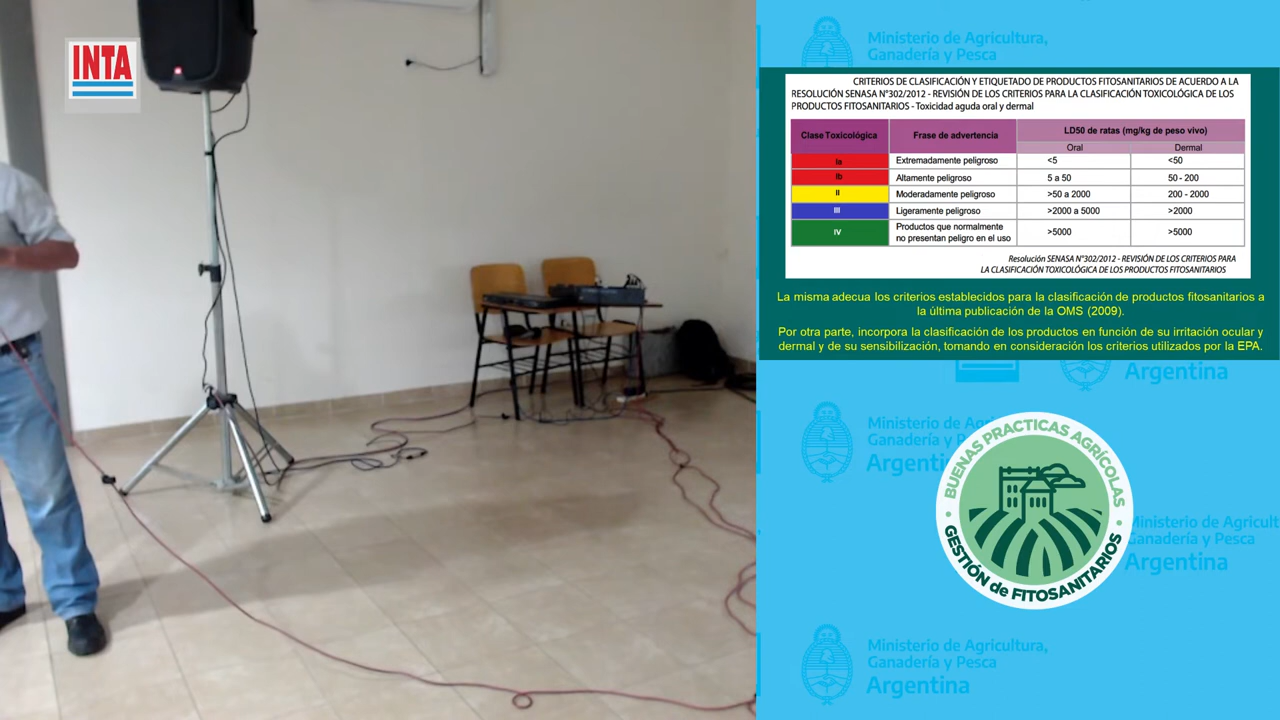 INTA
Ministerio de Agricultura,
Ganadería y Pesca
CRITERIOS DE CLASIFICACIÓN Y ETIQUETADO DE PRODUCTOS FITOSANITARIOS DE ACUERDO A LA
RESOLUCIÓN SENASA N°302/2012 - REVISIÓN DE LOS CRITERIOS PARA LA CLASIFICACIÓN TOXICOLÓGICA DE LOS
PRODUCTOS FITOSANITARIOS - Toxicidad aguda oral y dermal
Clase Toxicológica Frase de advertencia LD50 de ratas (mg/kg de peso vivo)
Oral Dermal
Ia Extremadamente peligroso <5 <50
Ib Altamente peligroso 5 a 50 50 - 200
II Moderadamente peligroso >50 a 2000 200 - 2000
III Ligeramente peligroso >2000 a 5000 >2000
IV Productos que normalmente
no presentan peligro en el uso >5000 >5000
Resolución SENASA N°302/2012 - REVISIÓN DE LOS CRITERIOS PARA
LA CLASIFICACIÓN TOXICOLÓGICA DE LOS PRODUCTOS FITOSANITARIOS
La misma adecua los criterios establecidos para la clasificación de productos fitosanitarios a
la última publicación de la OMS (2009).
Por otra parte, incorpora la clasificación de los productos en función de su irritación ocular y
dermal y de su sensibilización, tomando en consideración los criterios utilizados por la EPA.
Argentina
Ministerio de Ag
Ganadería y P
Argenti
BUENAS PRACTICAS AGRÍCOLAS
GESTIÓN de FITOSANITARIOS
Ministerio de Agricult
Ganadería y Pesca
Argentina
Ministerio de Agricultura,
Ganadería y Pesca
Argentina